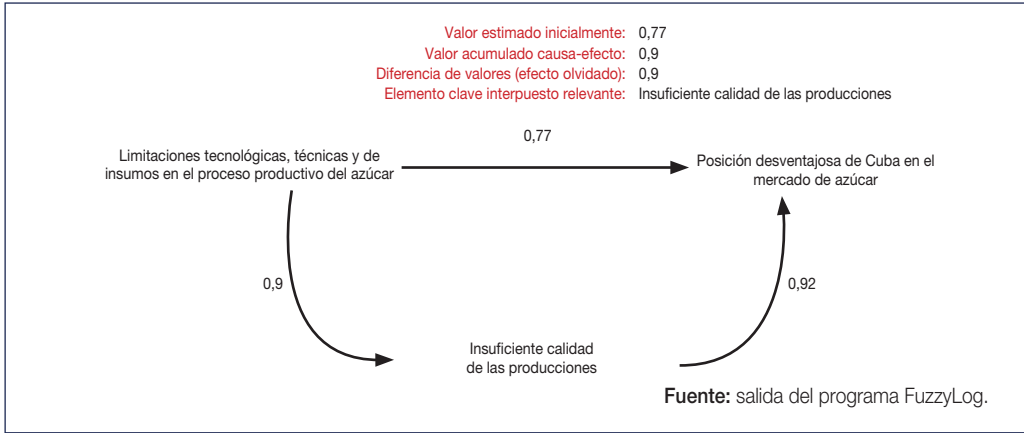 Valor estimado inicialmente: 0,77
Valor acumulado causa-efecto: 0,9
Diferencia de valores (efecto olvidado): 0,9
Elemento clave interpuesto relevante: Insuficiente calidad de las producciones
0,77
Limitaciones tecnológicas, técnicas y de
insumos en el proceso productivo del azúcar
Posición desventajosa de Cuba en el
mercado de azúcar
0,9
0,92
Insuficiente calidad
de las producciones
Fuente: salida del programa FuzzyLog.